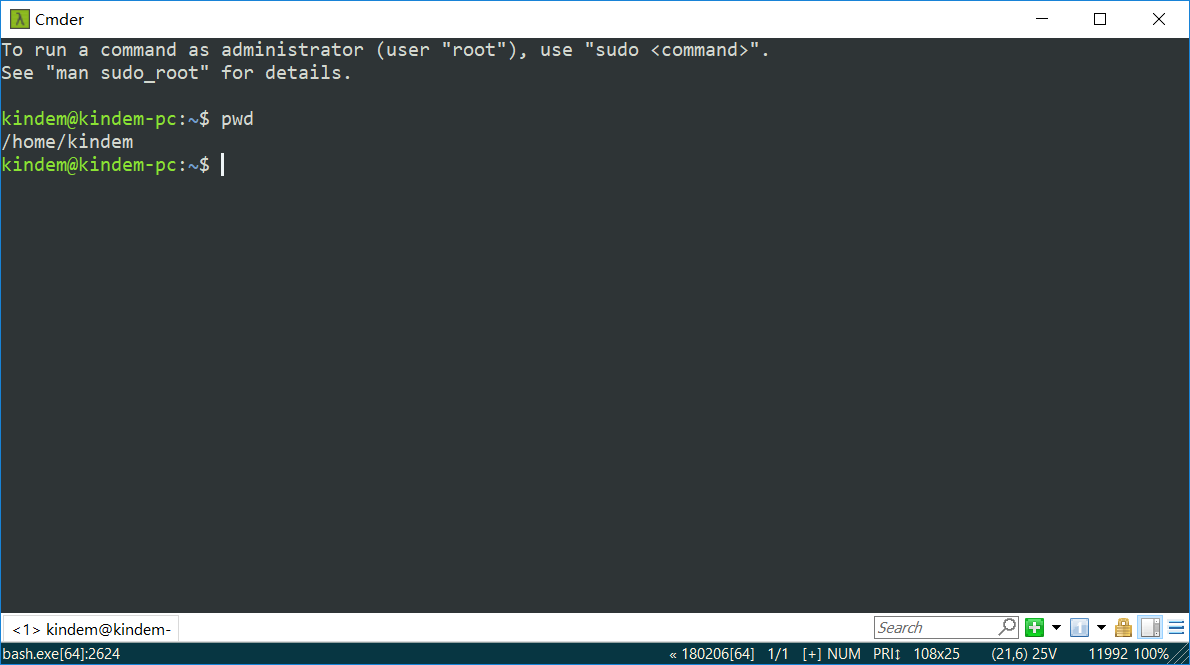 Cmder
To run a command as administrator (user "root"), use "sudo <command>".
See "man sudo_root" for details.
kindem@kindem-pc:~$ pwd
/home/kindem
kindem@kindem-pc:~$
<1> kindem@kindem-
Search
bash.exe[64]:2624
« 180206[64] 1/1 [+] NUM PRI↕ 108x25 (21,6) 25V 11992 100%